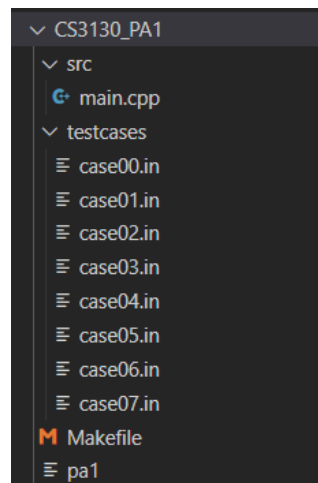 CS3130_PA1
src
main.cpp
testcases
case00.in
case01.in
case02.in
case03.in
case04.in
case05.in
case06.in
case07.in
Makefile
pa1